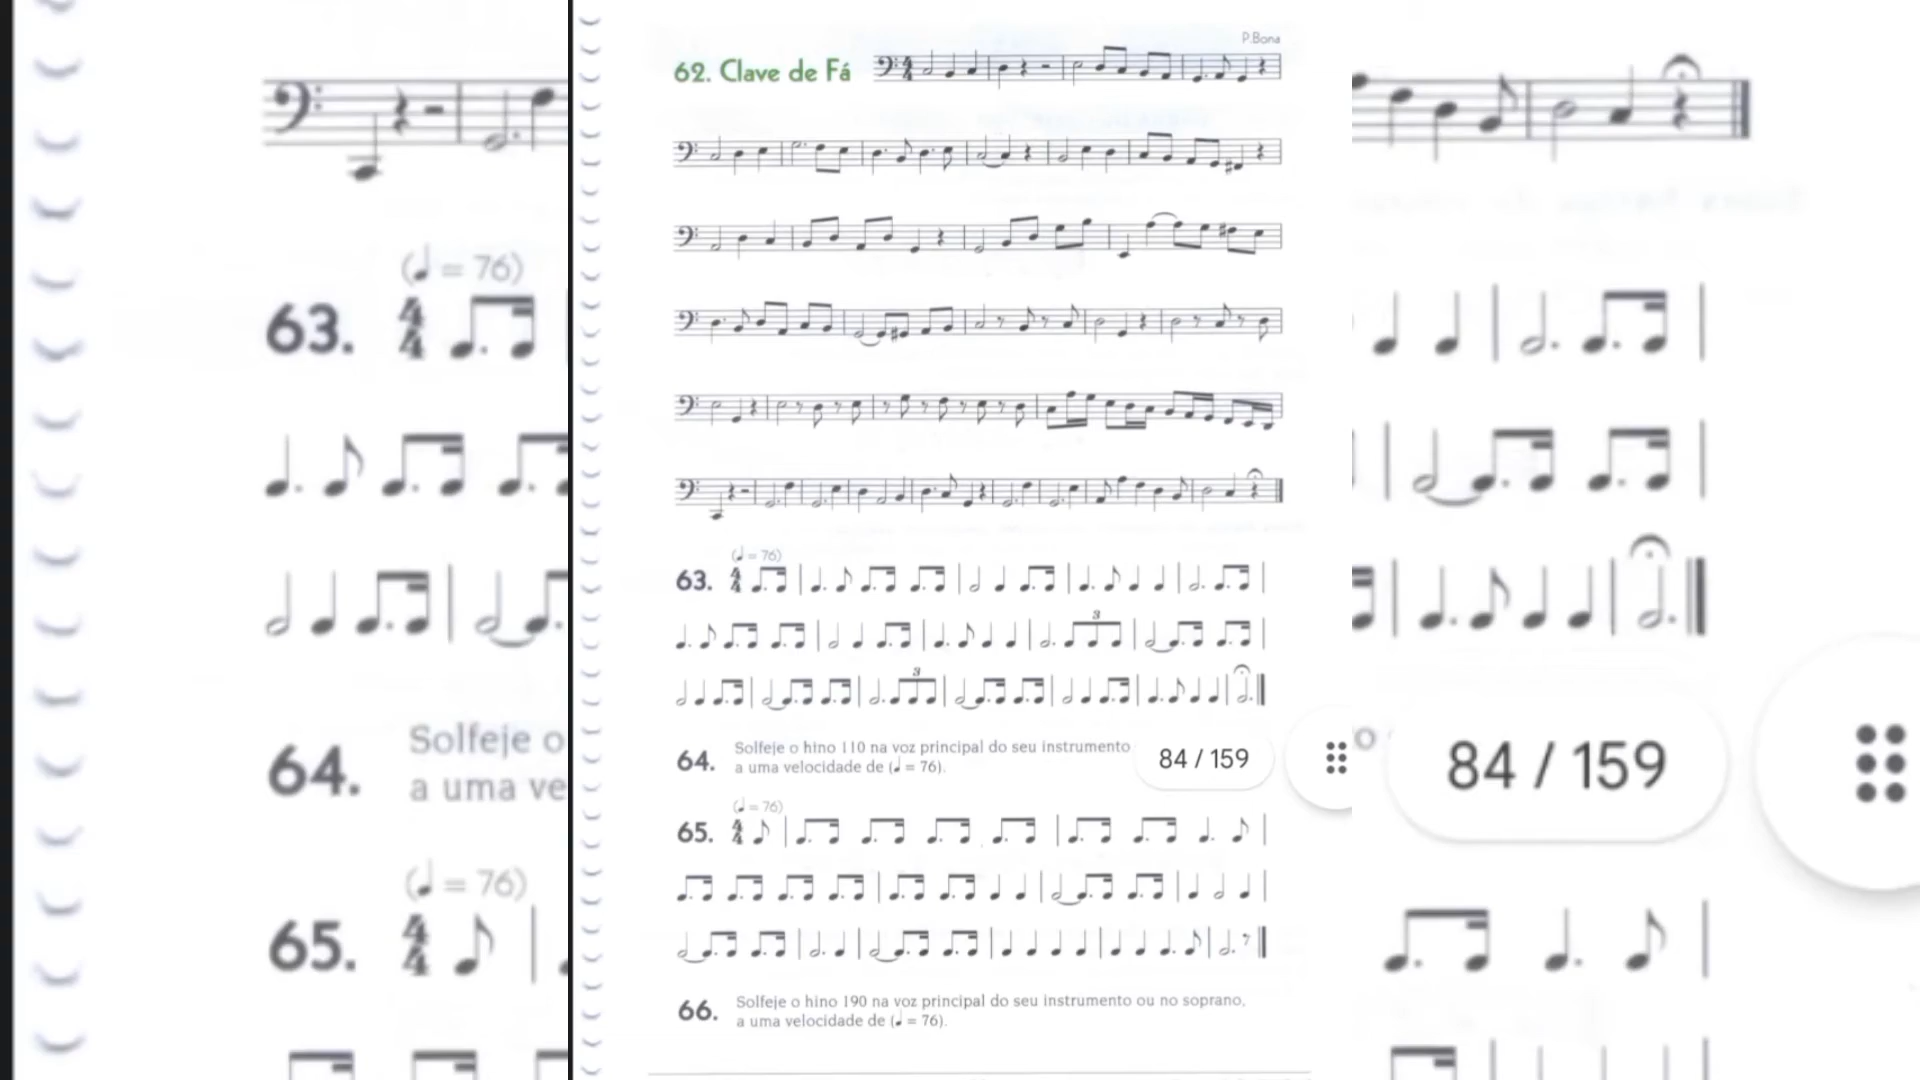 P.Bona
62. Clave de Fá
(♩ = 76)
63.
3
3
64. Solfeje o hino 110 na voz principal do seu instrumento
a uma velocidade de (♩ = 76).
84 / 159
(♩ = 76)
65.
66. Solfeje o hino 190 na voz principal do seu instrumento ou no soprano,
a uma velocidade de (♩ = 76).
(♩ = 76)
63.
64. Solfeje o
a uma ve
(♩ = 76)
65.
o
84 / 159